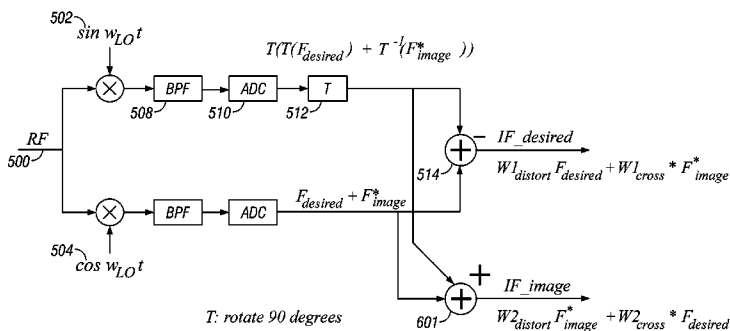 502
sin w_LO t
T(T(F_desired) + T^-1(F*_image))
BPF
ADC
T
508
510
512
RF
500
514
−
IF_desired
W1_distort F_desired + W1_cross * F*_image
BPF
ADC
F_desired + F*_image
504
cos w_LO t
T: rotate 90 degrees
601
+
IF_image
W2_distort F*_image + W2_cross * F_desired